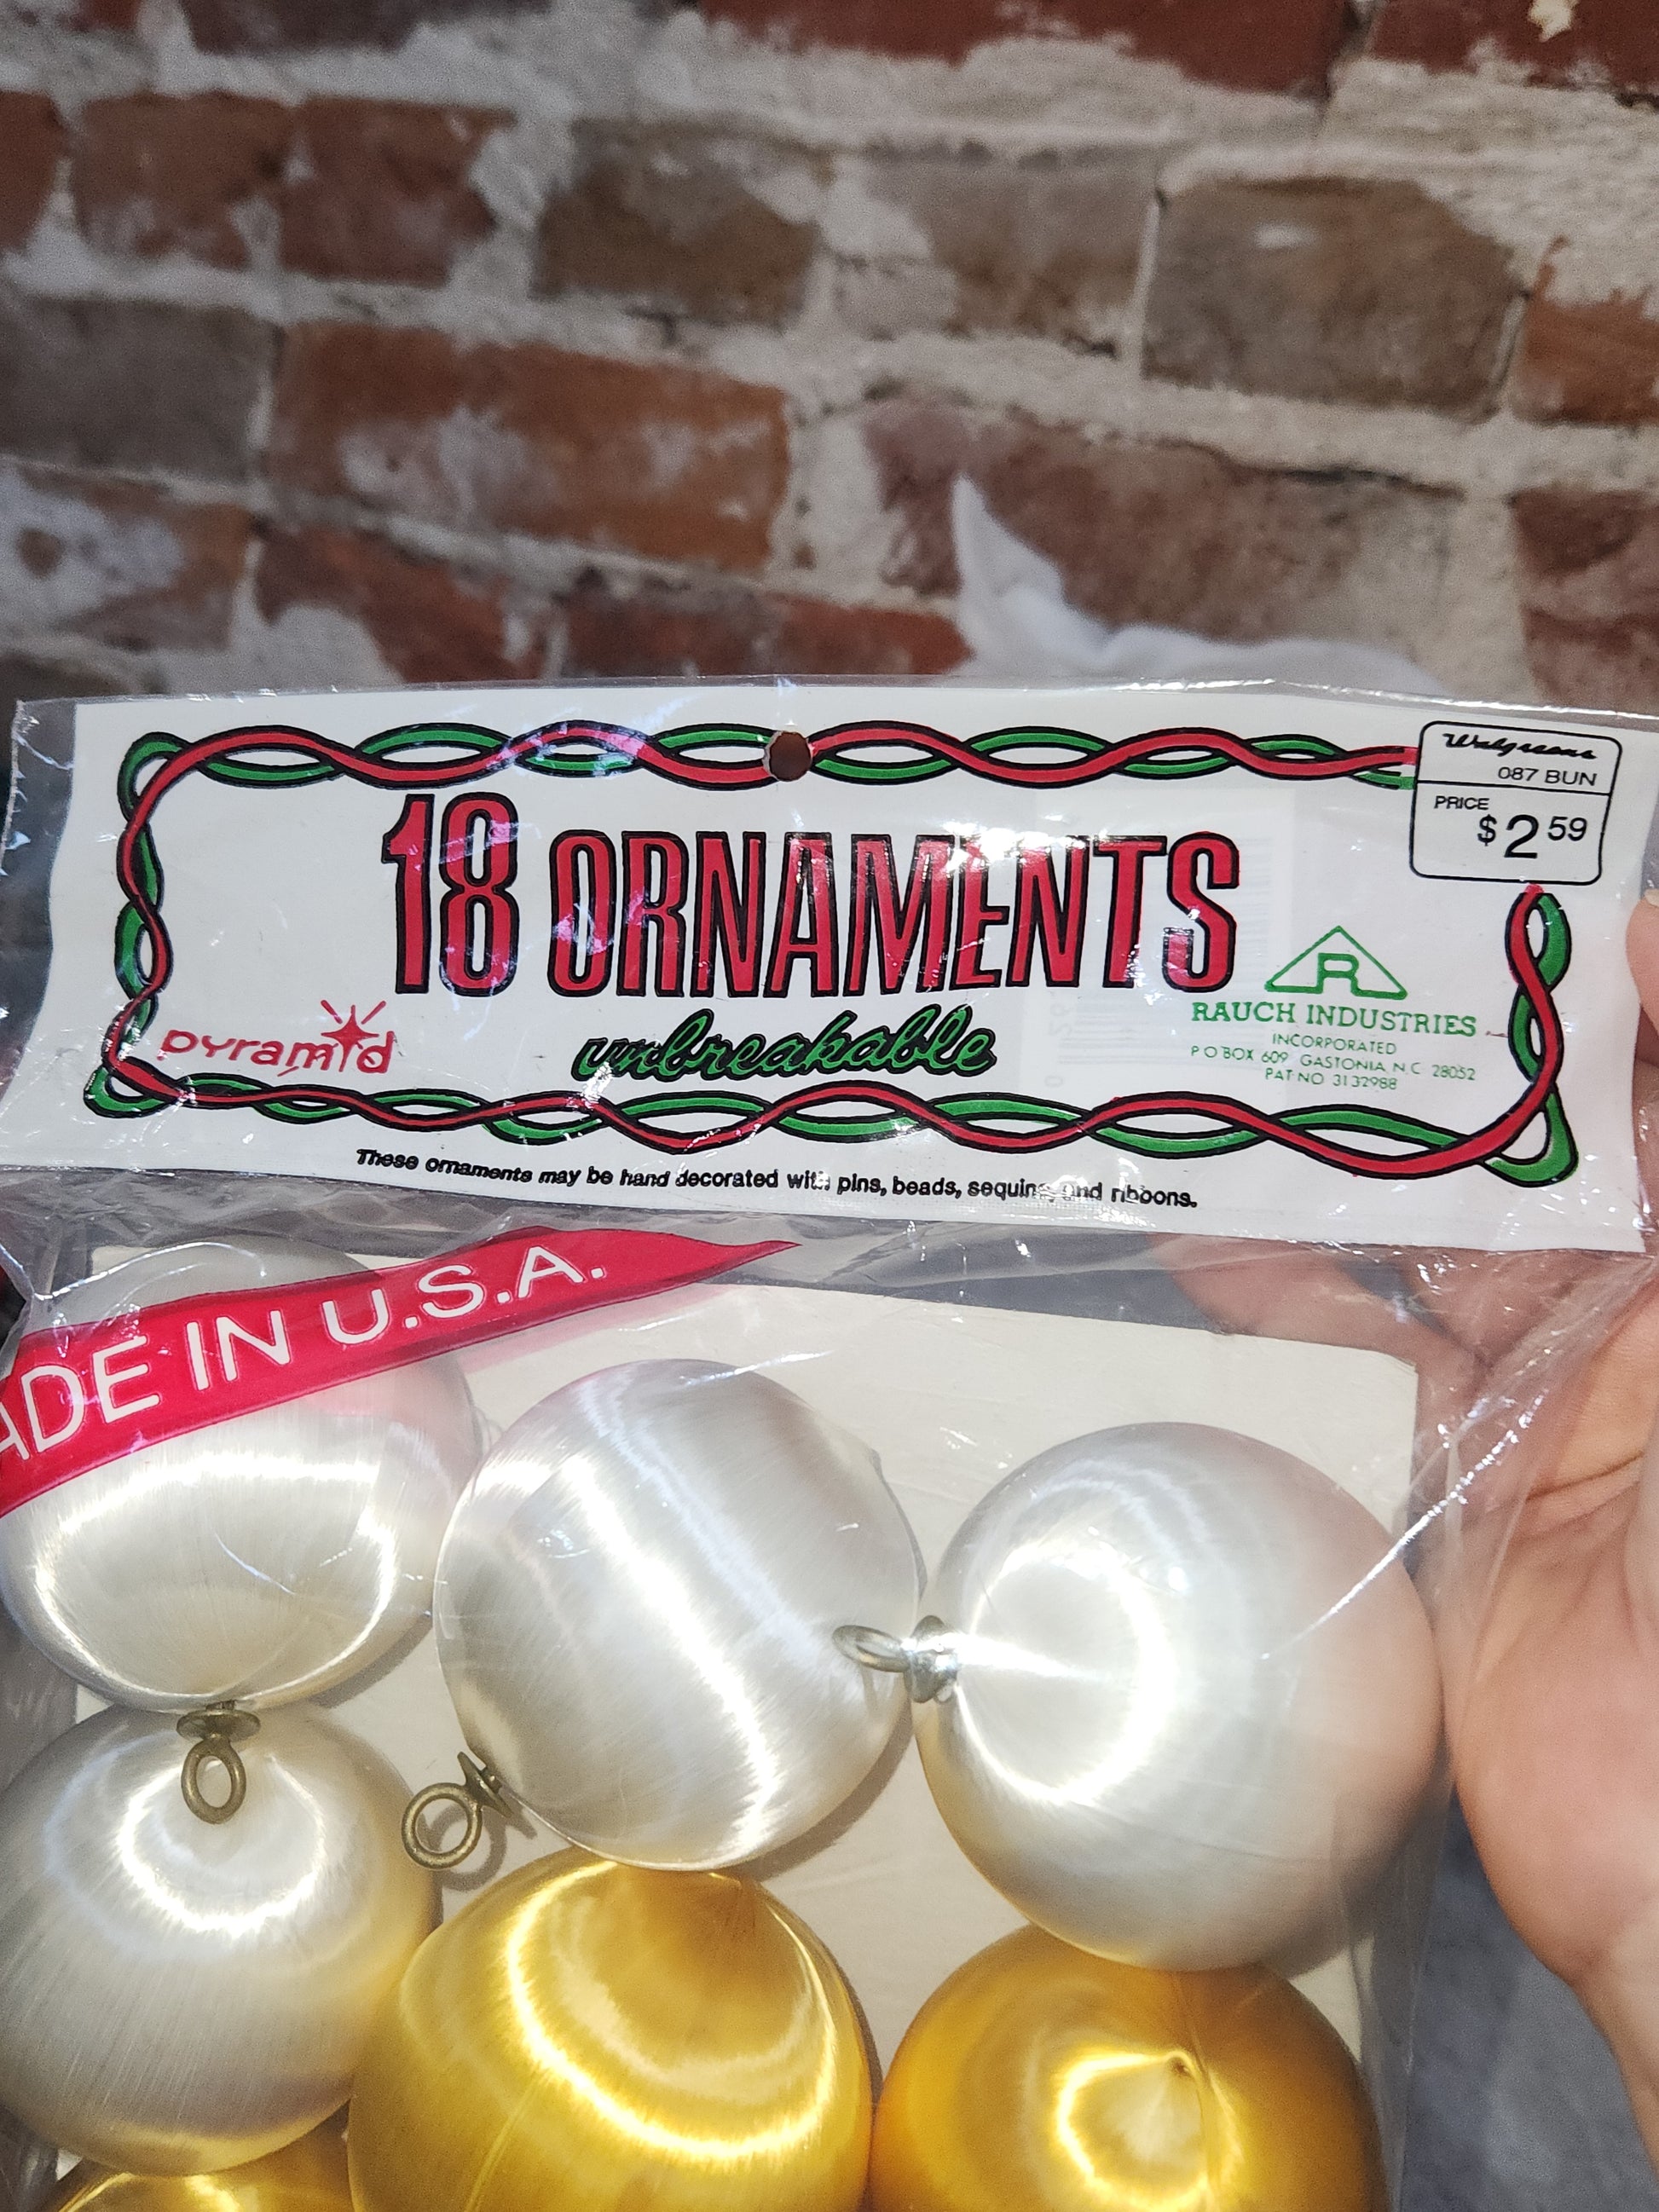 Walgreens
087 BUN
PRICE
$2 59
18 ORNAMENTS
pyramid
unbreakable
R
RAUCH INDUSTRIES
INCORPORATED
P O BOX 609 GASTONIA, N.C. 28052
PAT NO 3132988
These ornaments may be hand decorated with pins, beads, sequins, and ribbons.
ADE IN U.S.A.